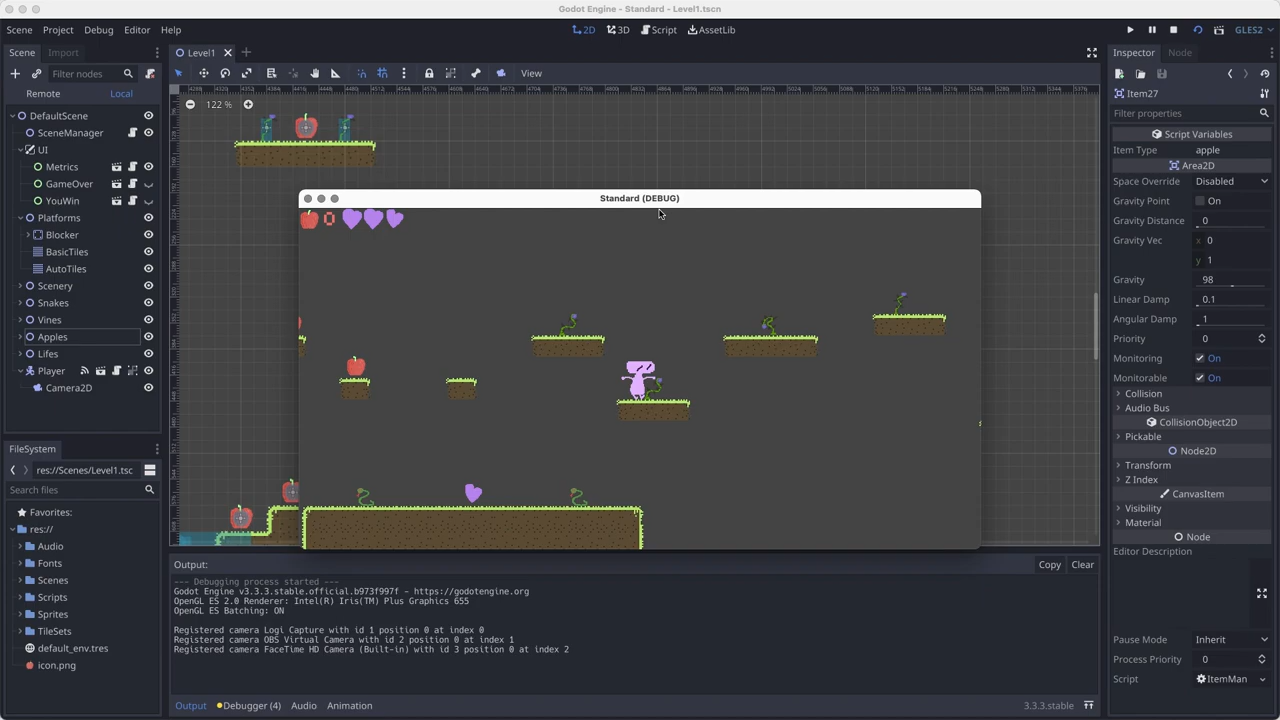 Godot Engine - Standard - Level1.tscn
Scene Project Debug Editor Help
2D 3D Script AssetLib
GLES2
Scene Import
Filter nodes
Remote Local
DefaultScene
SceneManager
UI
Metrics
GameOver
YouWin
Platforms
Blocker
BasicTiles
AutoTiles
Scenery
Snakes
Vines
Apples
Lifes
Player
Camera2D
FileSystem
res://Scenes/Level1.tsc
Search files
Favorites:
res://
Audio
Fonts
Scenes
Scripts
Sprites
TileSets
default_env.tres
icon.png
Level1
View
122 %
Standard (DEBUG)
0
Output:
Copy Clear
--- Debugging process started ---
Godot Engine v3.3.3.stable.official.b973f997f - https://godotengine.org
OpenGL ES 2.0 Renderer: Intel(R) Iris(TM) Plus Graphics 655
OpenGL ES Batching: ON
Registered camera Logi Capture with id 1 position 0 at index 0
Registered camera OBS Virtual Camera with id 2 position 0 at index 1
Registered camera FaceTime HD Camera (Built-in) with id 3 position 0 at index 2
Output Debugger (4) Audio Animation
3.3.3.stable
Inspector Node
Item27
Filter properties
Script Variables
Item Type apple
Area2D
Space Override Disabled
Gravity Point On
Gravity Distance 0
Gravity Vec x 0
y 1
Gravity 98
Linear Damp 0.1
Angular Damp 1
Priority 0
Monitoring On
Monitorable On
Collision
Audio Bus
CollisionObject2D
Pickable
Node2D
Transform
Z Index
CanvasItem
Visibility
Material
Node
Editor Description
Pause Mode Inherit
Process Priority 0
Script ItemMan